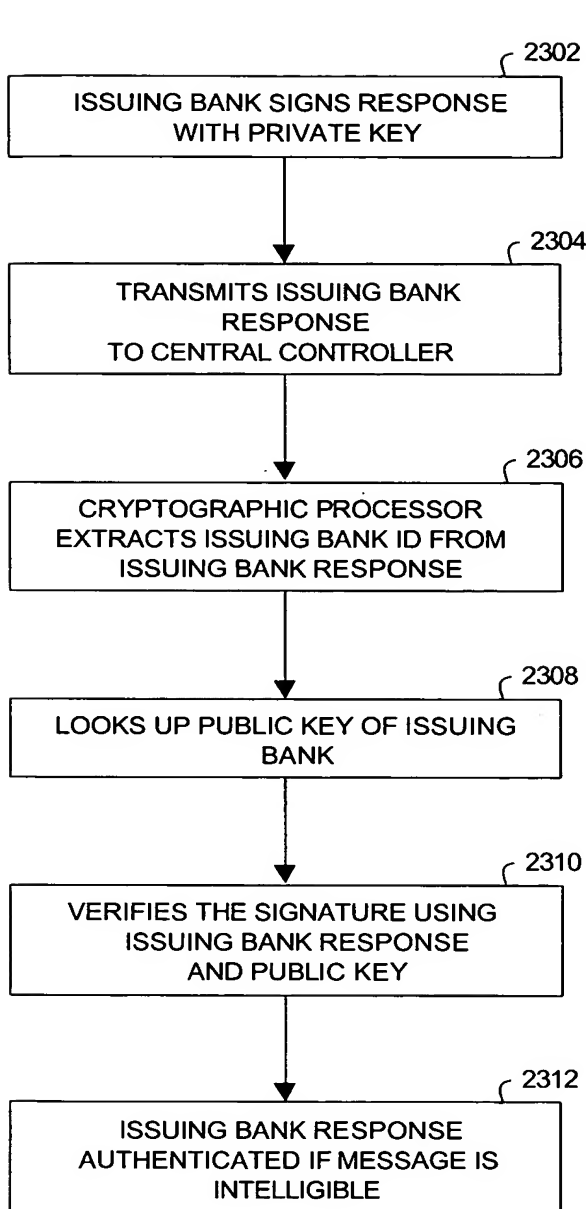 2302
ISSUING BANK SIGNS RESPONSE
WITH PRIVATE KEY
2304
TRANSMITS ISSUING BANK
RESPONSE
TO CENTRAL CONTROLLER
2306
CRYPTOGRAPHIC PROCESSOR
EXTRACTS ISSUING BANK ID FROM
ISSUING BANK RESPONSE
2308
LOOKS UP PUBLIC KEY OF ISSUING
BANK
2310
VERIFIES THE SIGNATURE USING
ISSUING BANK RESPONSE
AND PUBLIC KEY
2312
ISSUING BANK RESPONSE
AUTHENTICATED IF MESSAGE IS
INTELLIGIBLE